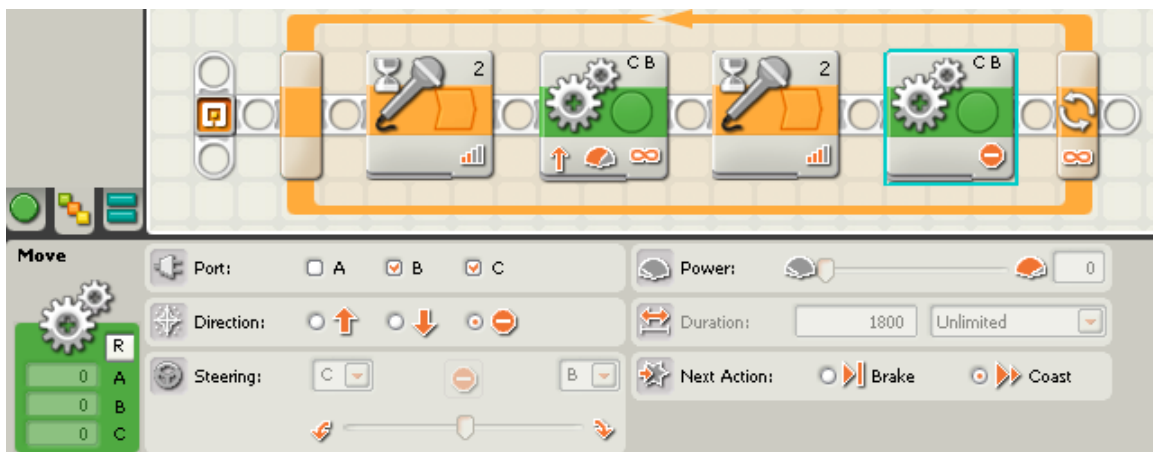 2
C B
2
C B
Move
Port: A B C
Power: 0
Direction:
Duration: 1800 Unlimited
Steering: C B
Next Action: Brake Coast
R
0 A
0 B
0 C